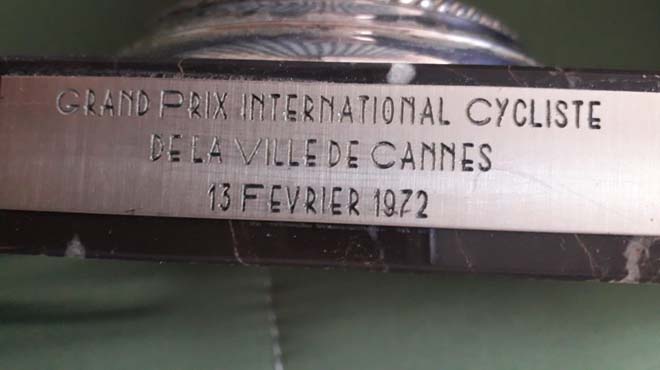 GRAND PRIX INTERNATIONAL CYCLISTE
DE LA VILLE DE CANNES
13 FEVRIER 1972